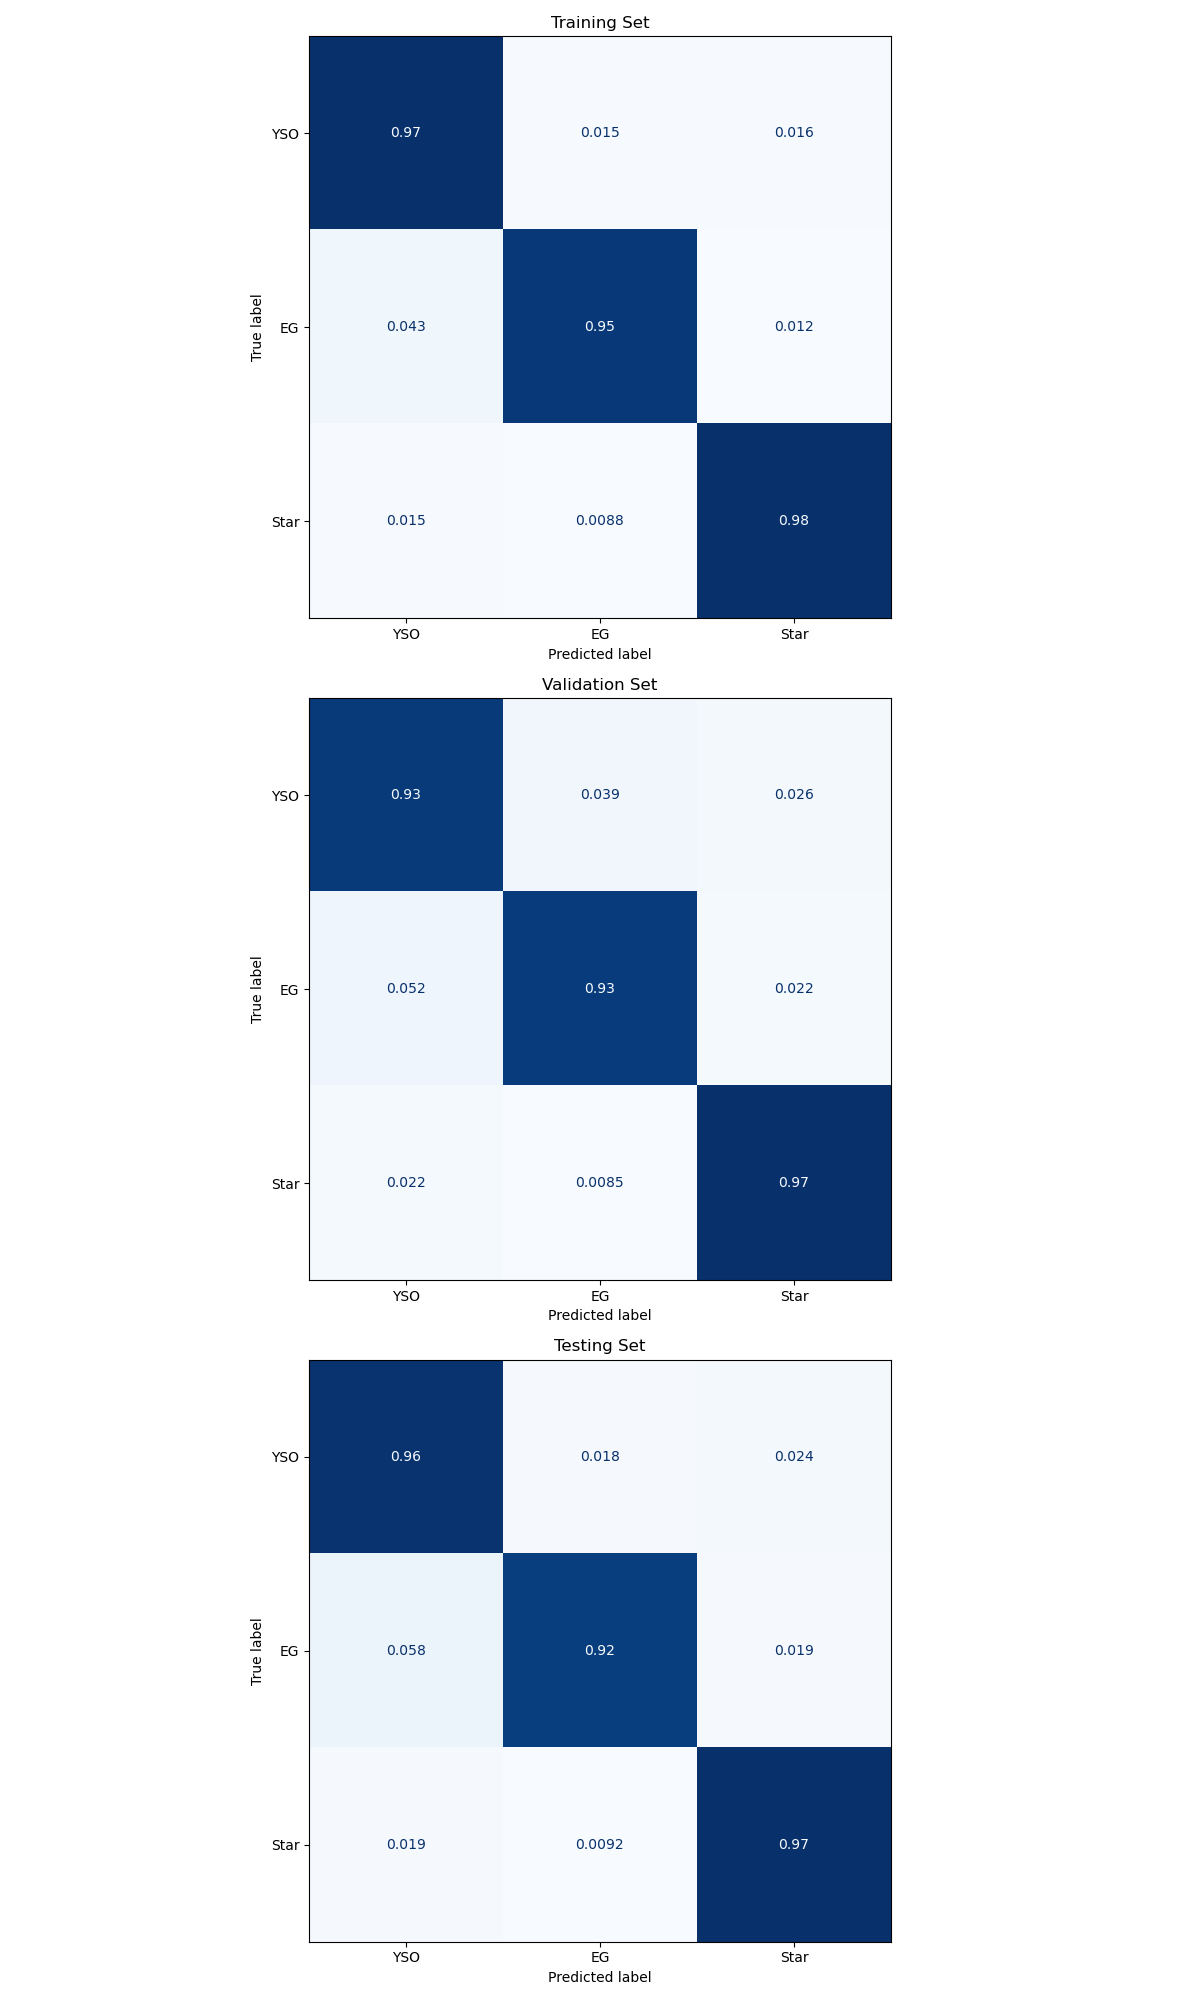 Training Set
YSO 0.97 0.015 0.016
True label
EG 0.043 0.95 0.012
Star 0.015 0.0088 0.98
YSO EG Star
Predicted label
Validation Set
YSO 0.93 0.039 0.026
True label
EG 0.052 0.93 0.022
Star 0.022 0.0085 0.97
YSO EG Star
Predicted label
Testing Set
YSO 0.96 0.018 0.024
True label
EG 0.058 0.92 0.019
Star 0.019 0.0092 0.97
YSO EG Star
Predicted label